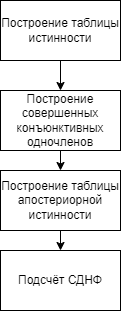 Построение таблицы
истинности
Построение
совершенных
конъюнктивных
одночленов
Построение таблицы
апостериорной
истинности
Подсчёт СДНФ